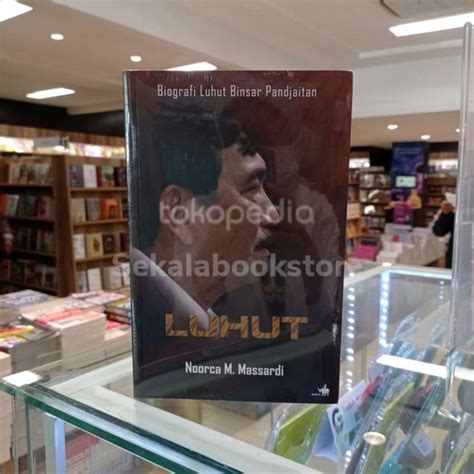 Biografi Luhut Binsar Pandjaitan
tokopedia
Sekalabookstore
LUHUT
Noorca M. Massardi